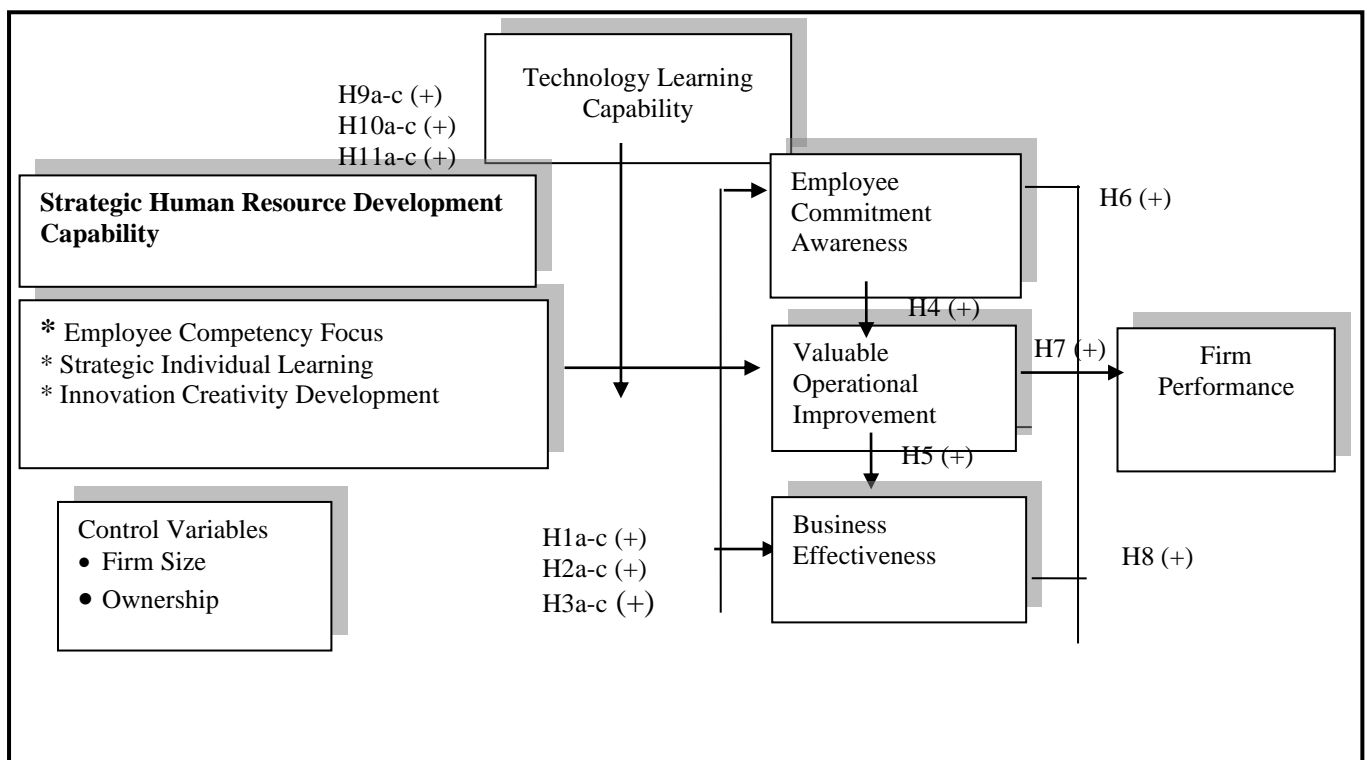 Technology Learning
Capability
H9a-c (+)
H10a-c (+)
H11a-c (+)
Strategic Human Resource Development
Capability
* Employee Competency Focus
* Strategic Individual Learning
* Innovation Creativity Development
Control Variables
• Firm Size
• Ownership
H1a-c (+)
H2a-c (+)
H3a-c (+)
Employee
Commitment
Awareness
H4 (+)
Valuable
Operational
Improvement
H5 (+)
Business
Effectiveness
H6 (+)
H7 (+)
H8 (+)
Firm
Performance